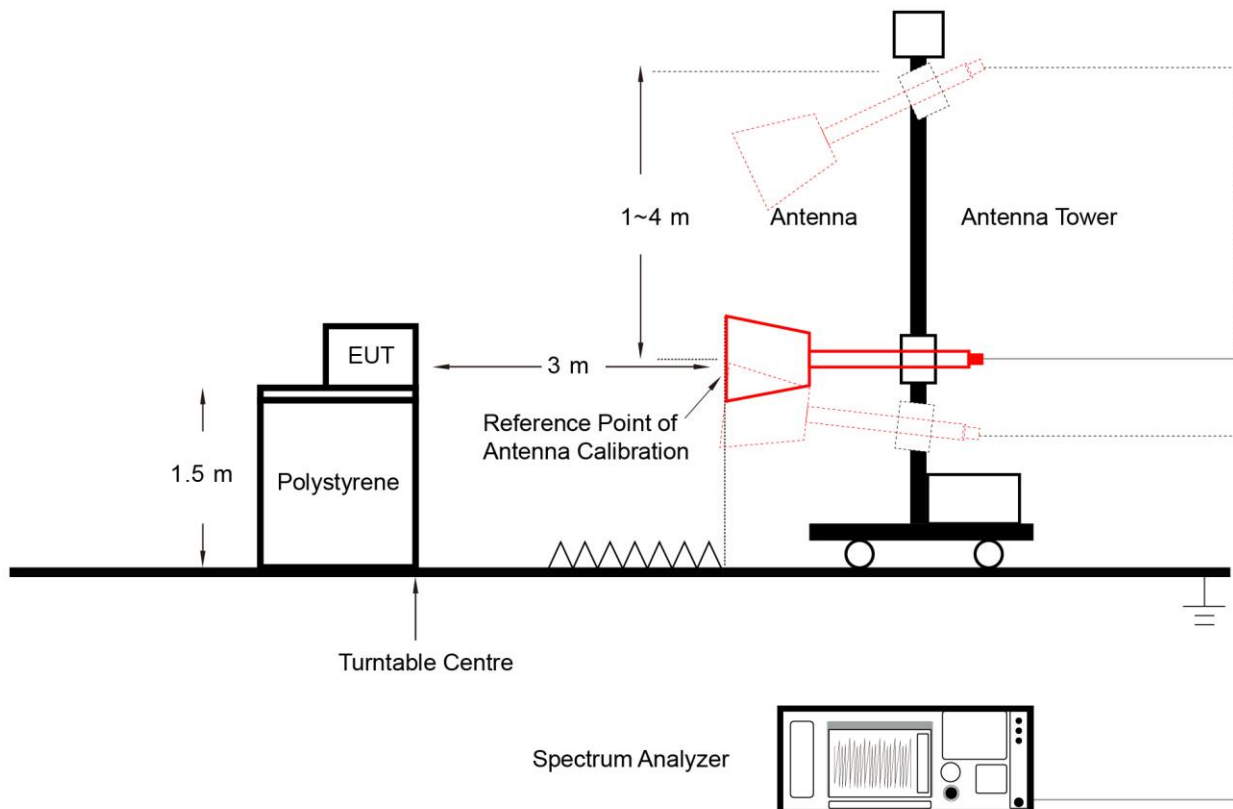 1~4 m
Antenna
Antenna Tower
EUT
3 m
Reference Point of
Antenna Calibration
1.5 m
Polystyrene
Turntable Centre
Spectrum Analyzer